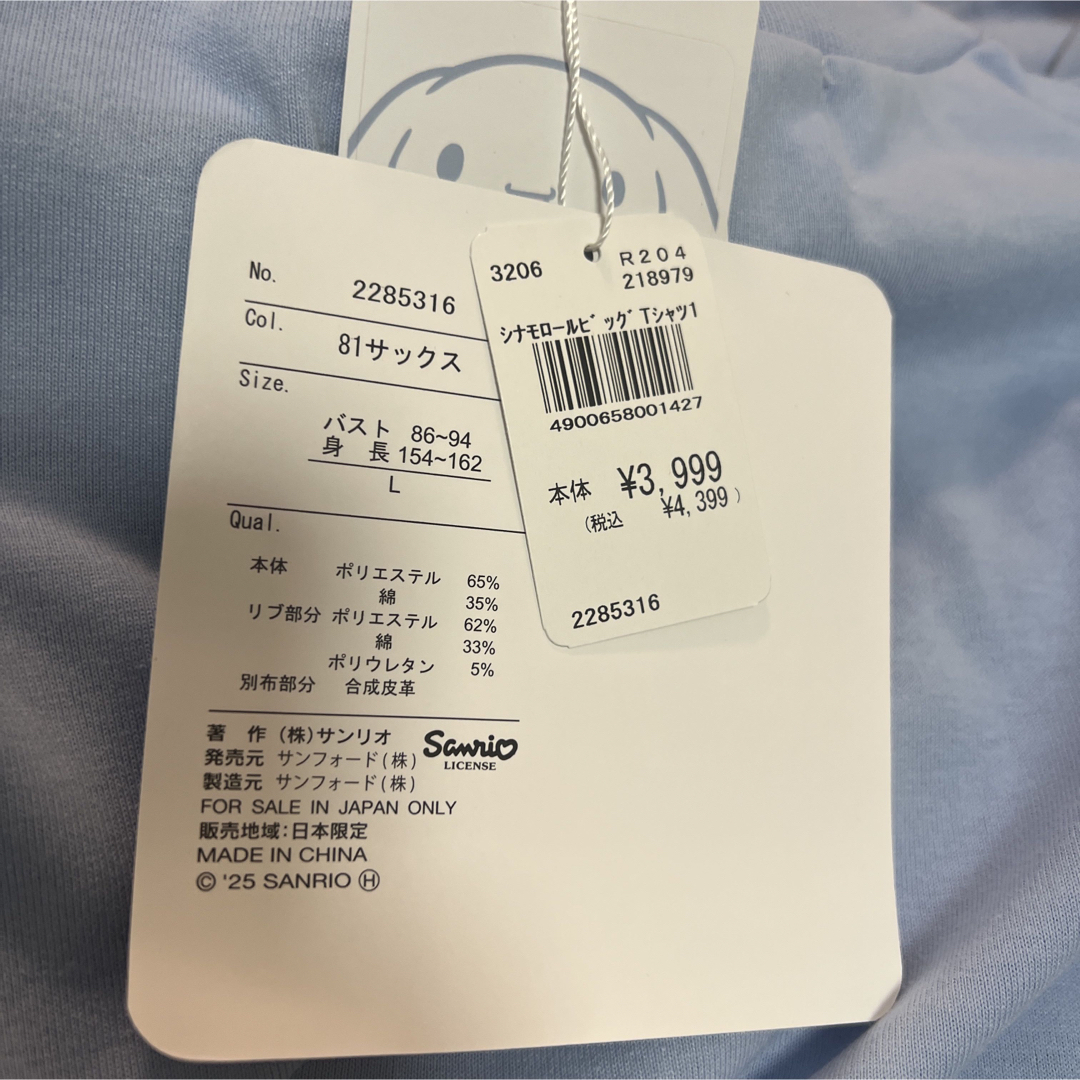 No. 2285316
Col. 81サックス
Size.
バスト 86~94
身 長 154~162
L
Qual.
本体 ポリエステル 65%
綿 35%
リブ部分 ポリエステル 62%
綿 33%
ポリウレタン 5%
別布部分 合成皮革
著 作 (株)サンリオ
発売元 サンフォード(株)
製造元 サンフォード(株)
Sanrio
LICENSE
FOR SALE IN JAPAN ONLY
販売地域:日本限定
MADE IN CHINA
© '25 SANRIO Ⓗ
3206 R204
218979
シナモロールビッグTシャツ1
4900658001427
本体 ¥3,999
(税込 ¥4,399)
2285316